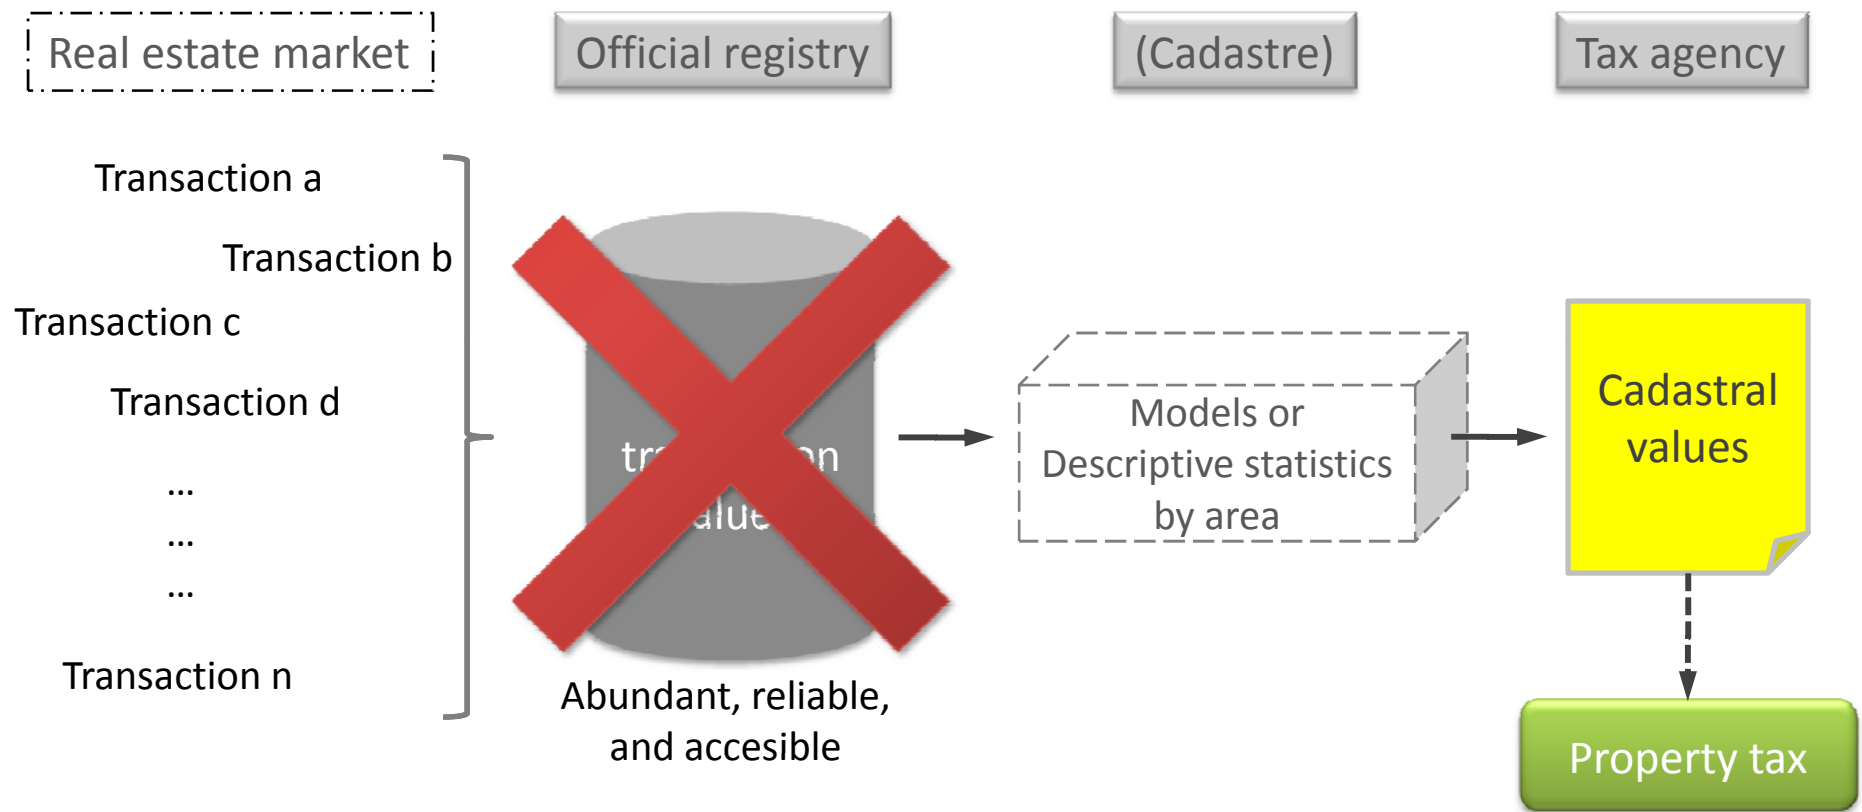 Real estate market
Official registry
(Cadastre)
Tax agency
Transaction a
Transaction b
Transaction c
Transaction d
...
...
...
Transaction n
Abundant, reliable,
and accesible
Models or
Descriptive statistics
by area
Cadastral
values
Property tax